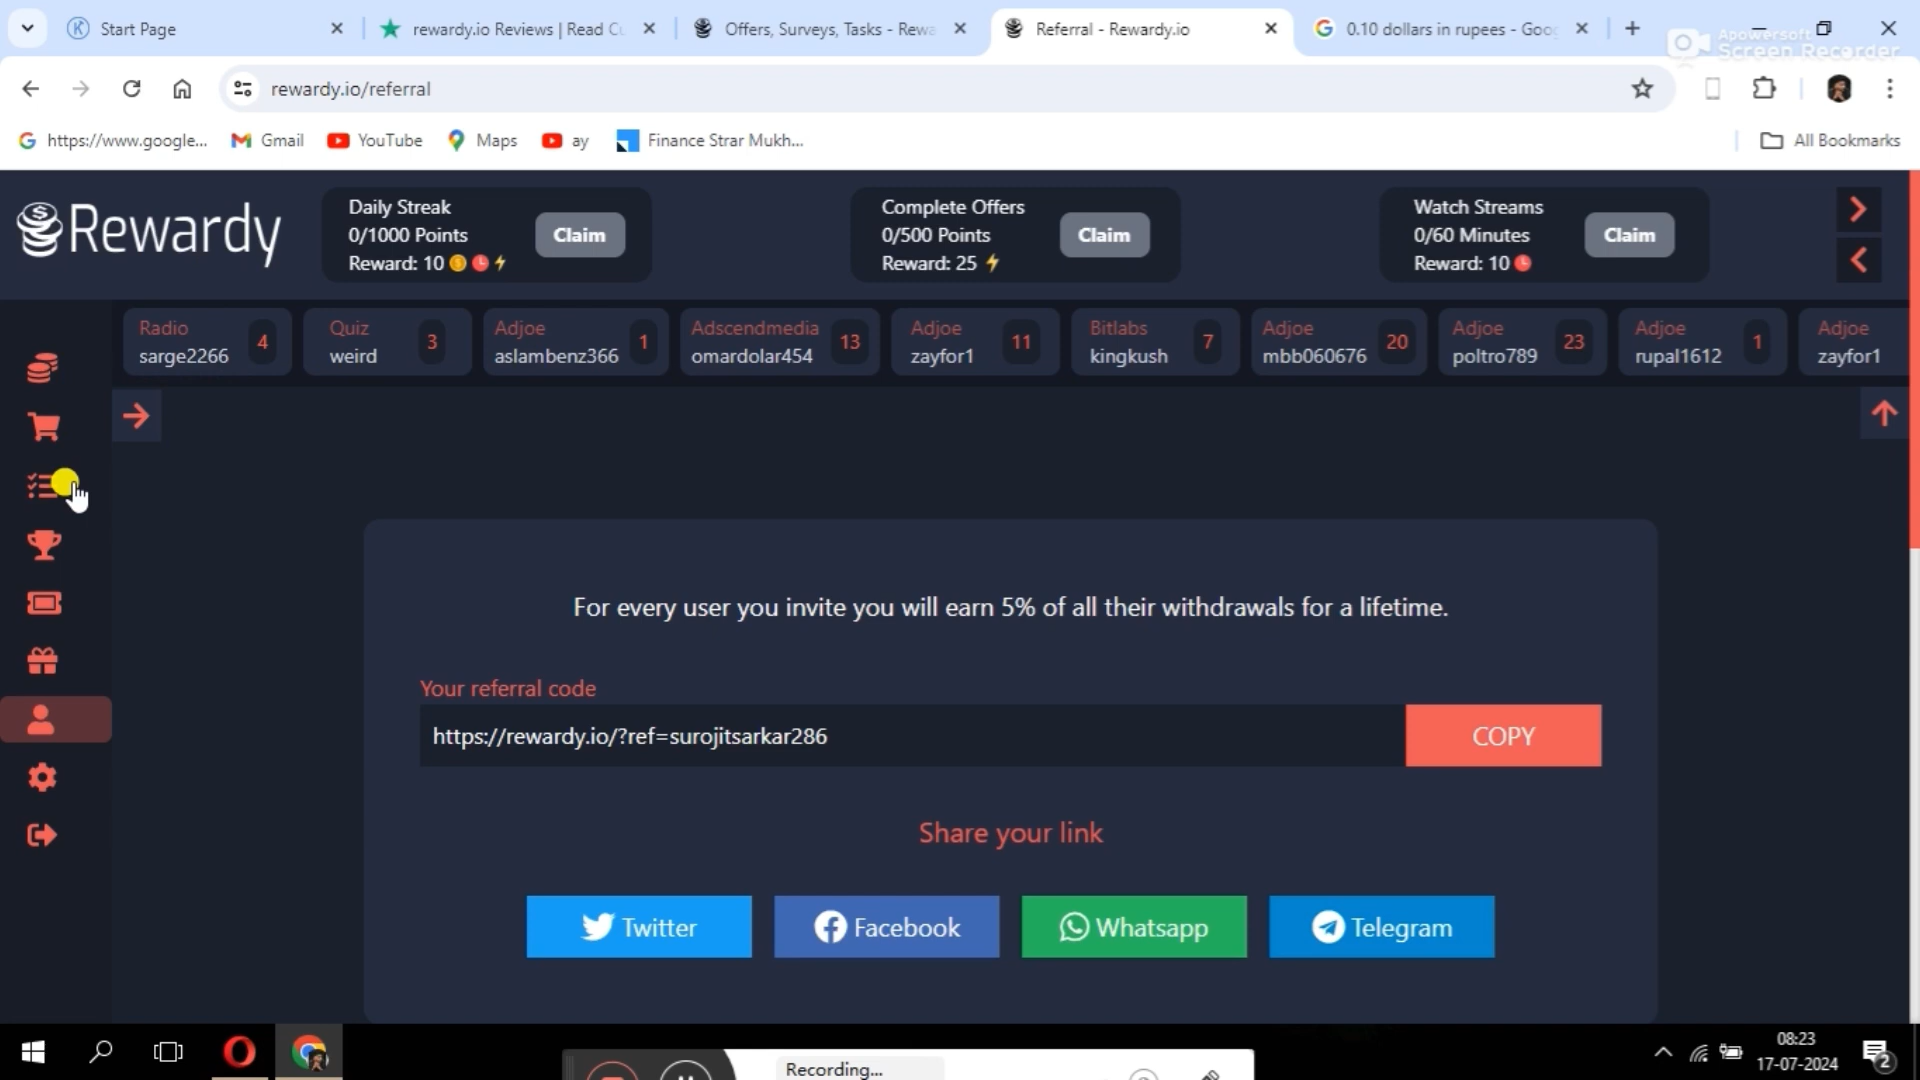 Start Page
rewardy.io Reviews | Read Cu
Offers, Surveys, Tasks - Rewa
Referral - Rewardy.io
0.10 dollars in rupees - Goog
Apowersoft
Screen Recorder
rewardy.io/referral
https://www.google...
Gmail
YouTube
Maps
ay
Finance Strar Mukh...
All Bookmarks
Rewardy
Daily Streak
0/1000 Points
Reward: 10
Claim
Complete Offers
0/500 Points
Reward: 25
Claim
Watch Streams
0/60 Minutes
Reward: 10
Claim
Radio
sarge2266
4
Quiz
weird
3
Adjoe
aslambenz366
1
Adscendmedia
omardolar454
13
Adjoe
zayfor1
11
Bitlabs
kingkush
7
Adjoe
mbb060676
20
Adjoe
poltro789
23
Adjoe
rupal1612
1
Adjoe
zayfor1
For every user you invite you will earn 5% of all their withdrawals for a lifetime.
Your referral code
https://rewardy.io/?ref=surojitsarkar286
COPY
Share your link
Twitter
Facebook
Whatsapp
Telegram
Recording...
08:23
17-07-2024
2